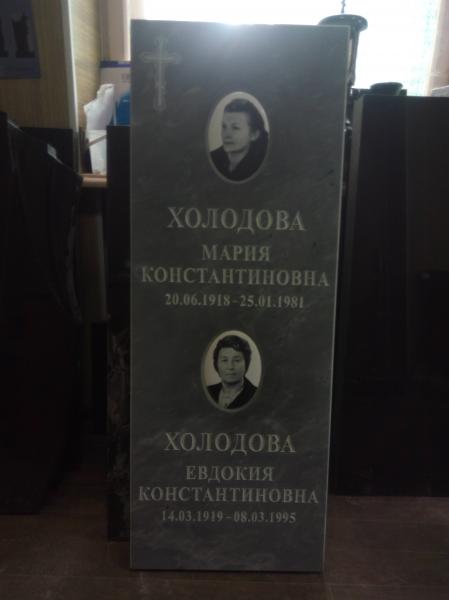 ХОЛОДОВА
МАРИЯ
КОНСТАНТИНОВНА
20.06.1918-25.01.1981
ХОЛОДОВА
ЕВДОКИЯ
КОНСТАНТИНОВНА
14.03.1919-08.03.1995